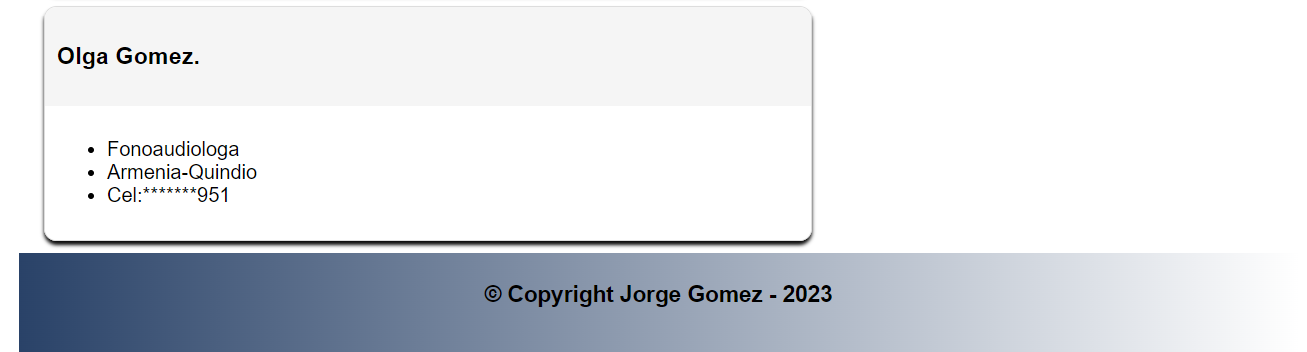 Olga Gomez.
• Fonoaudiologa
• Armenia-Quindio
• Cel:*******951
© Copyright Jorge Gomez - 2023